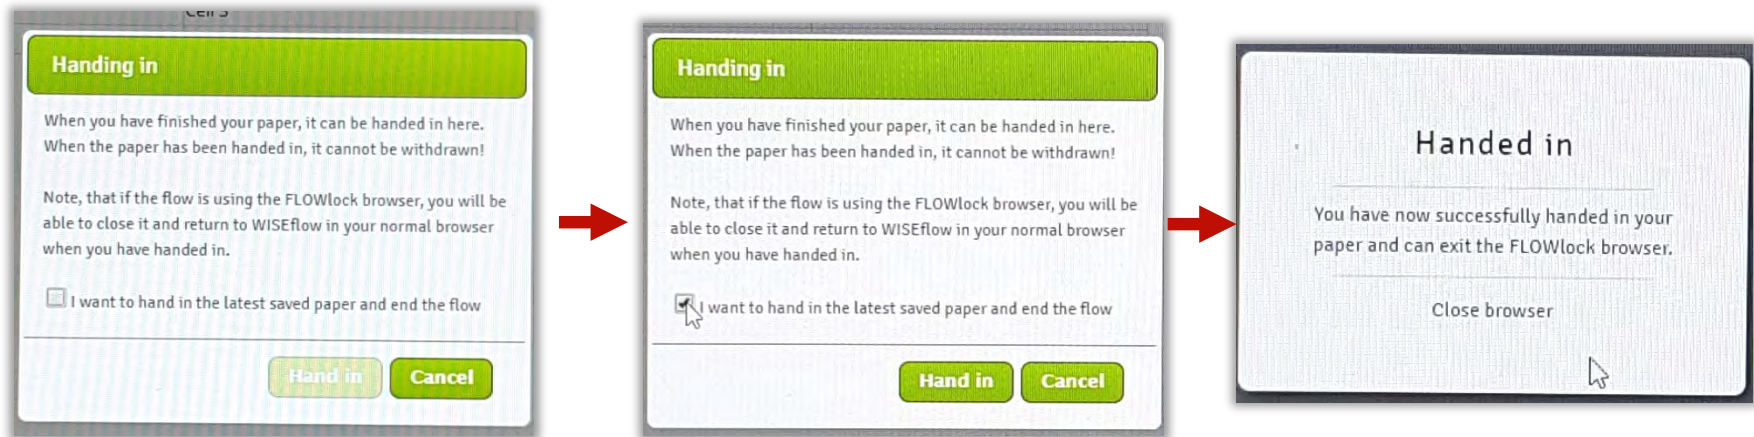 Cell 5
Handing in
When you have finished your paper, it can be handed in here.
When the paper has been handed in, it cannot be withdrawn!
Note, that if the flow is using the FLOWlock browser, you will be
able to close it and return to WISEflow in your normal browser
when you have handed in.
I want to hand in the latest saved paper and end the flow
Hand in
Cancel
Handing in
When you have finished your paper, it can be handed in here.
When the paper has been handed in, it cannot be withdrawn!
Note, that if the flow is using the FLOWlock browser, you will be
able to close it and return to WISEflow in your normal browser
when you have handed in.
I want to hand in the latest saved paper and end the flow
Hand in
Cancel
Handed in
You have now successfully handed in your
paper and can exit the FLOWlock browser.
Close browser